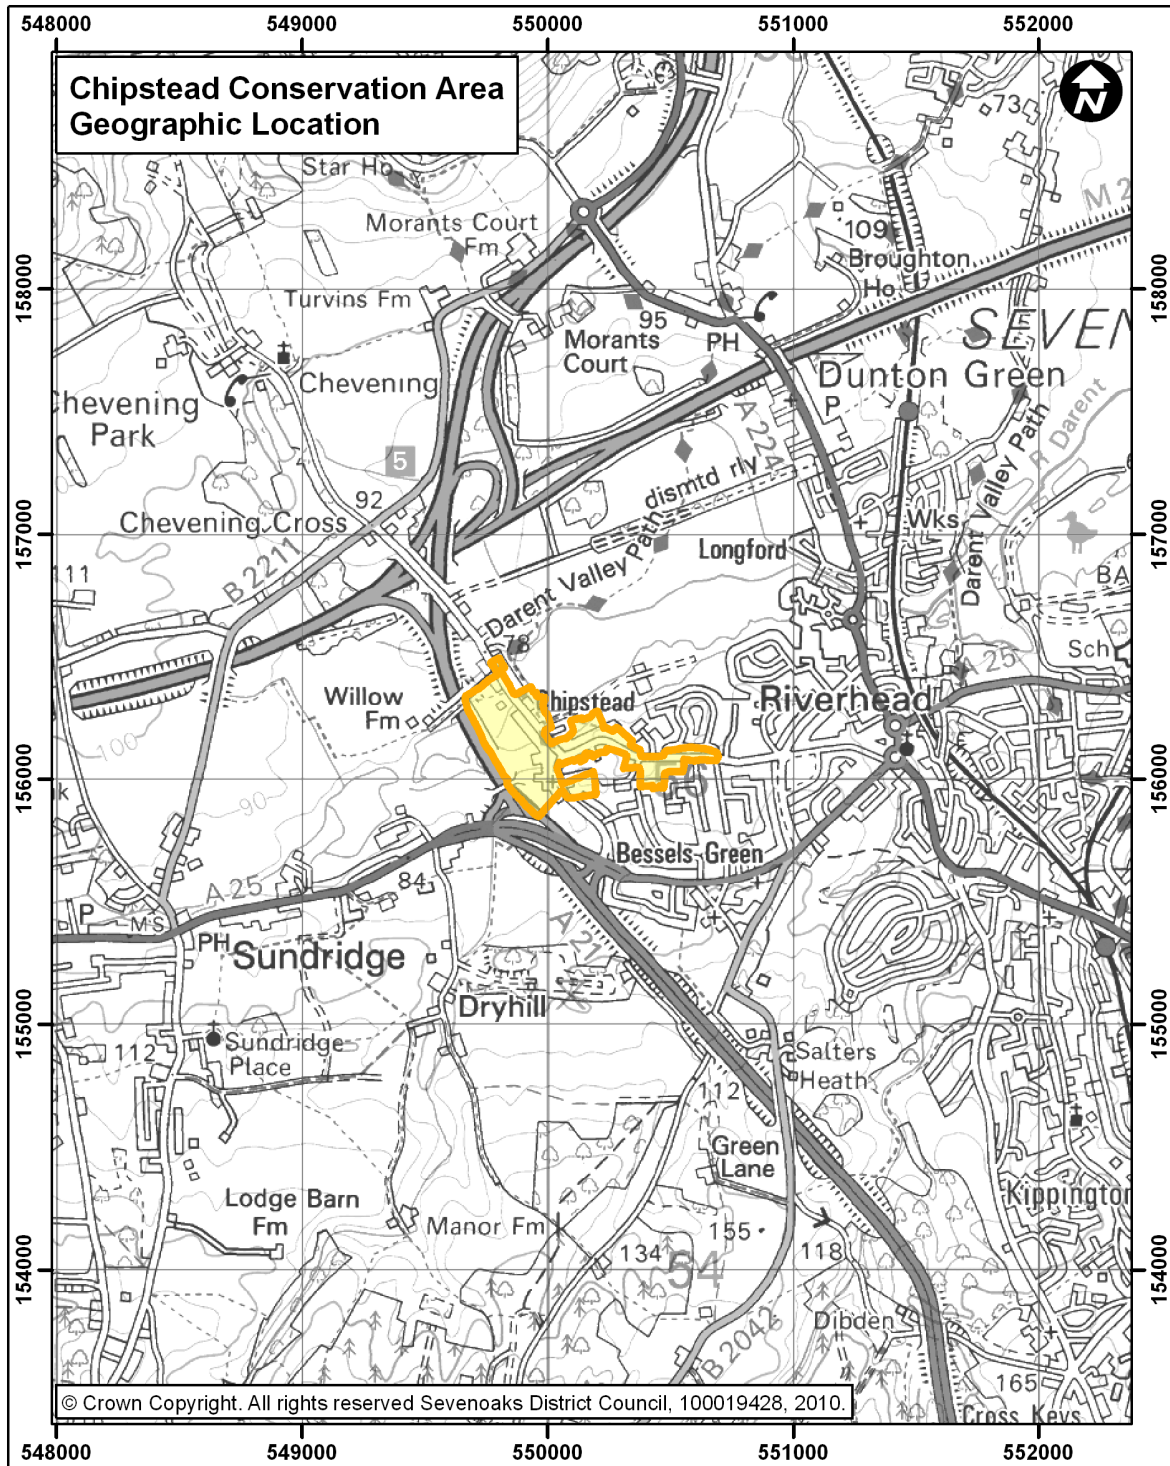 548000 549000 550000 551000 552000
Chipstead Conservation Area
Geographic Location
N
73
Star Ho
M 2
Morants Court
Fm
109
Broughton
Ho
158000
158000
Turvins Fm
95
Morants
Court
PH
SEVEN
Chevening
Dunton Green
P
hevening
Park
A 2224
R Darent
5
dismtd rly
Darent Valley Path
92
Chevening Cross
Wks
157000
157000
Longford
Darent Valley Path
B 2211
111
BA
78
A 25
Sch
Willow
Fm
Chipstead
Riverhead
100
156000
156000
k
90
55
Bessels Green
84
A 25
P
MS
PH
A 21
Sundridge
Dryhill
155000
155000
112
Sundridge
Place
Salters
Heath
112
Green
Lane
Kippington
Lodge Barn
Fm
Manor Fm
155
134
118
54
154000
154000
Dibden
B 2042
165
Cross Keys
© Crown Copyright. All rights reserved Sevenoaks District Council, 100019428, 2010.
548000 549000 550000 551000 552000